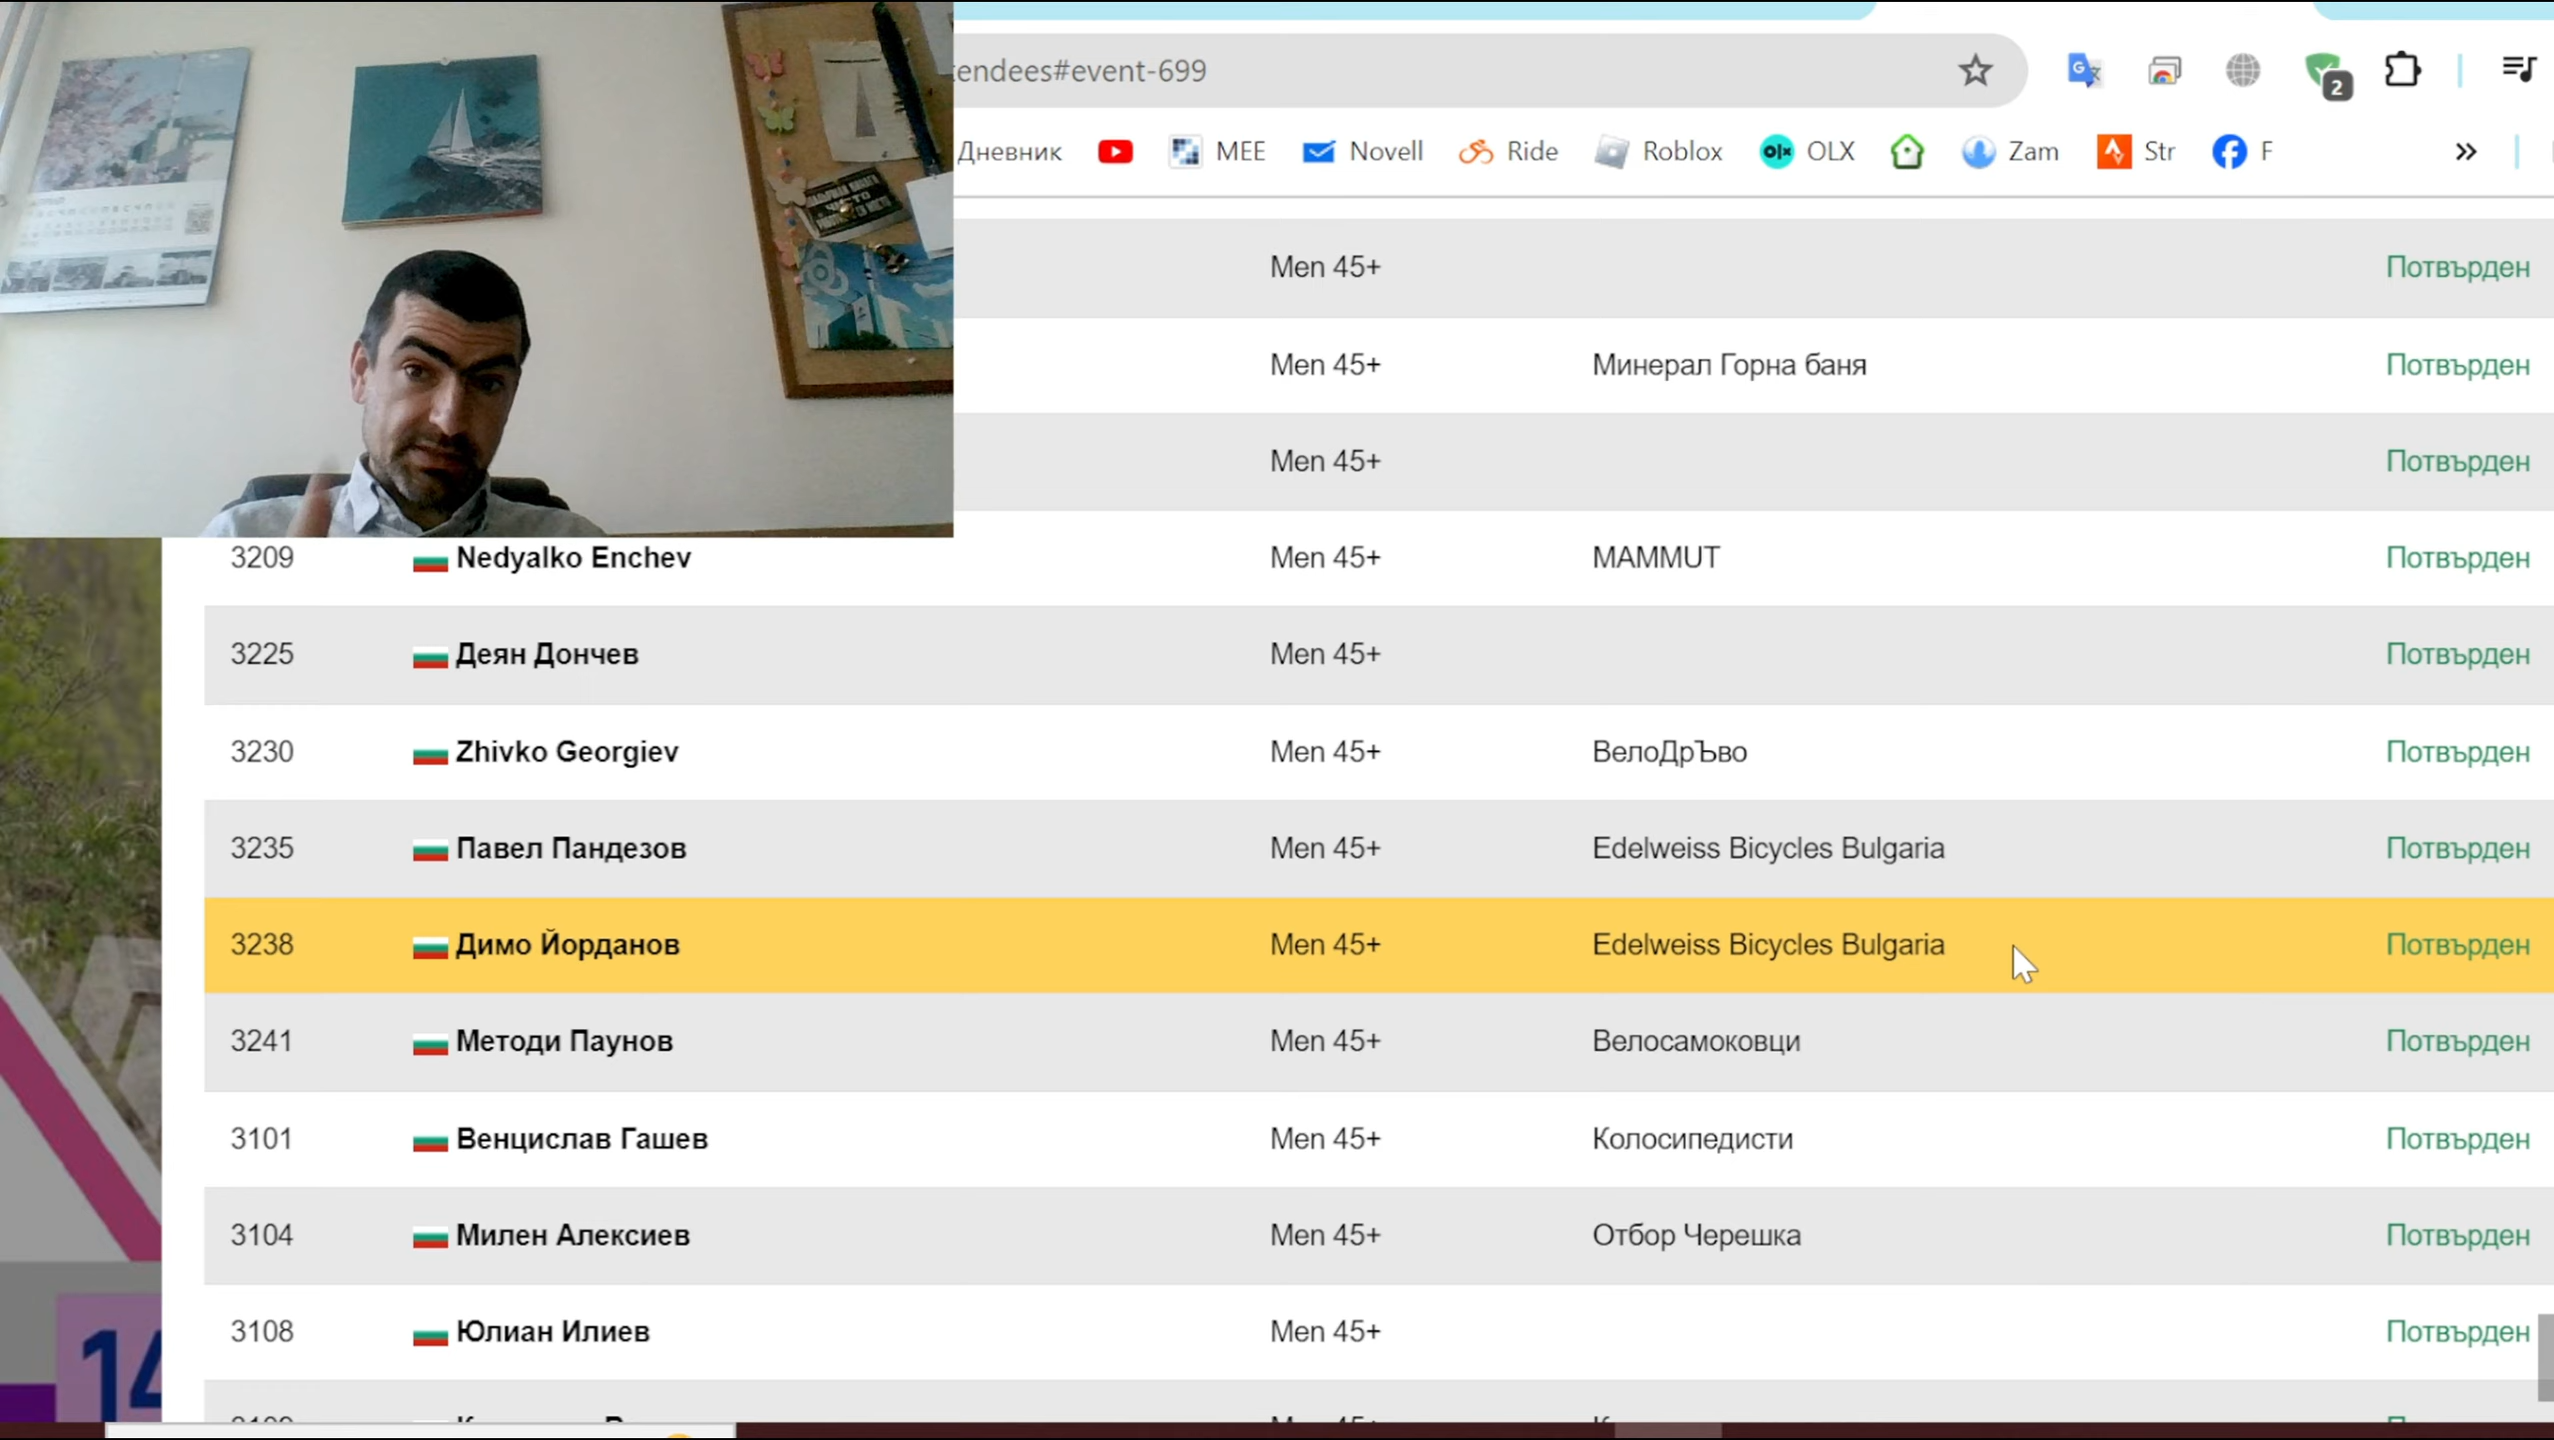 tendees#event-699
2
Дневник MEE Novell Ride Roblox OLX Zam Str F
Men 45+ Потвърден
Men 45+ Минерал Горна баня Потвърден
Men 45+ Потвърден
3209 Nedyalko Enchev Men 45+ MAMMUT Потвърден
3225 Деян Дончев Men 45+ Потвърден
3230 Zhivko Georgiev Men 45+ ВелоДрЪво Потвърден
3235 Павел Пандезов Men 45+ Edelweiss Bicycles Bulgaria Потвърден
3238 Димо Йорданов Men 45+ Edelweiss Bicycles Bulgaria Потвърден
3241 Методи Паунов Men 45+ Велосамоковци Потвърден
3101 Венцислав Гашев Men 45+ Колосипедисти Потвърден
3104 Милен Алексиев Men 45+ Отбор Черешка Потвърден
3108 Юлиан Илиев Men 45+ Потвърден
14